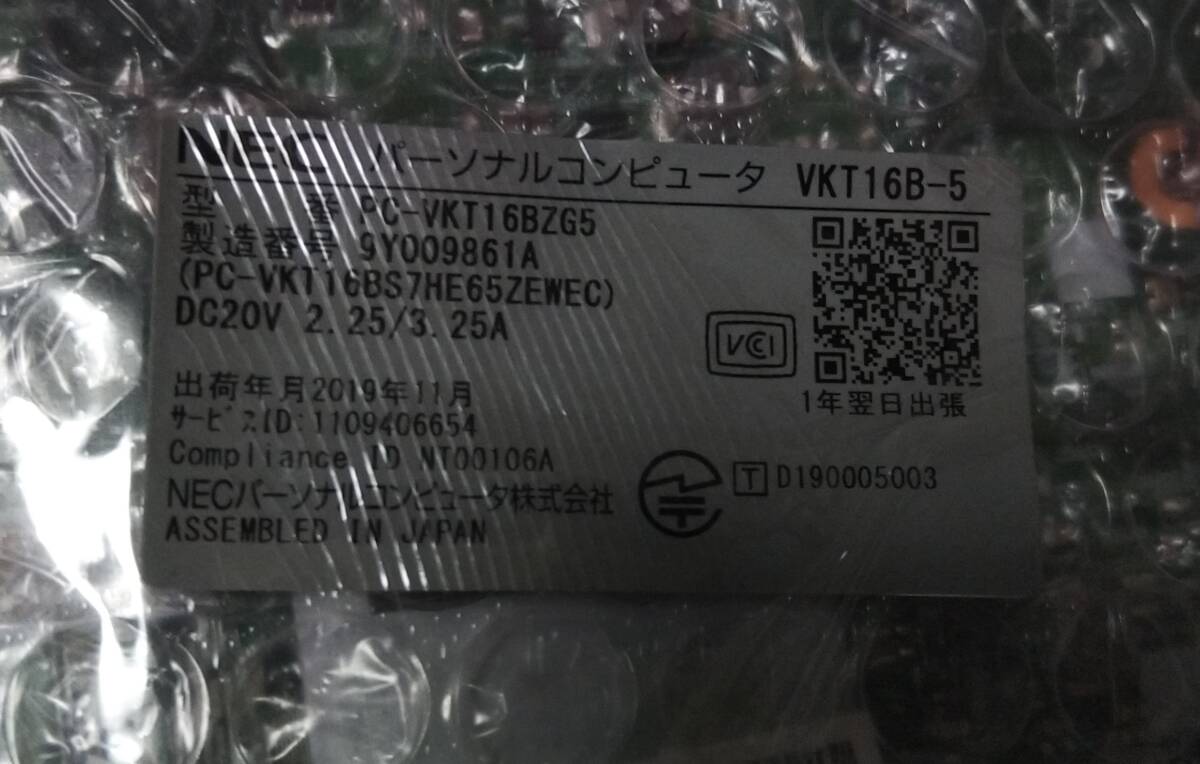 NEC パーソナルコンピュータ VKT16B-5
型 番 PC-VKT16BZG5
製造番号 9Y009861A
(PC-VKT16BS7HE65ZEWEC)
DC20V 2.25/3.25A
VCI
1年翌日出張
出荷年月2019年11月
ｻｰﾋﾞｽID:1109406654
Compliance ID NT00106A
T D190005003
NECパーソナルコンピュータ株式会社
ASSEMBLED IN JAPAN